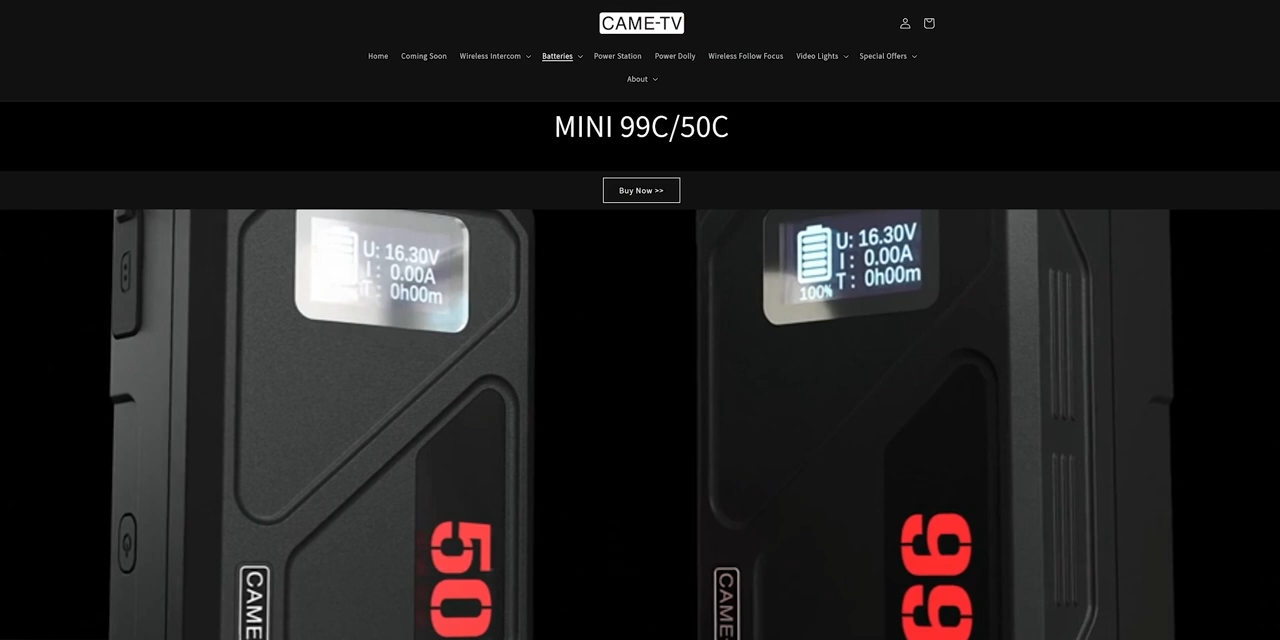 CAME-TV
Home Coming Soon Wireless Intercom Batteries Power Station Power Dolly Wireless Follow Focus Video Lights Special Offers
About
MINI 99C/50C
Buy Now >>
U: 16.30V
I : 0.00A
T : 0h00m
50
CAME
U: 16.30V
I : 0.00A
T : 0h00m
100%
99
CAME